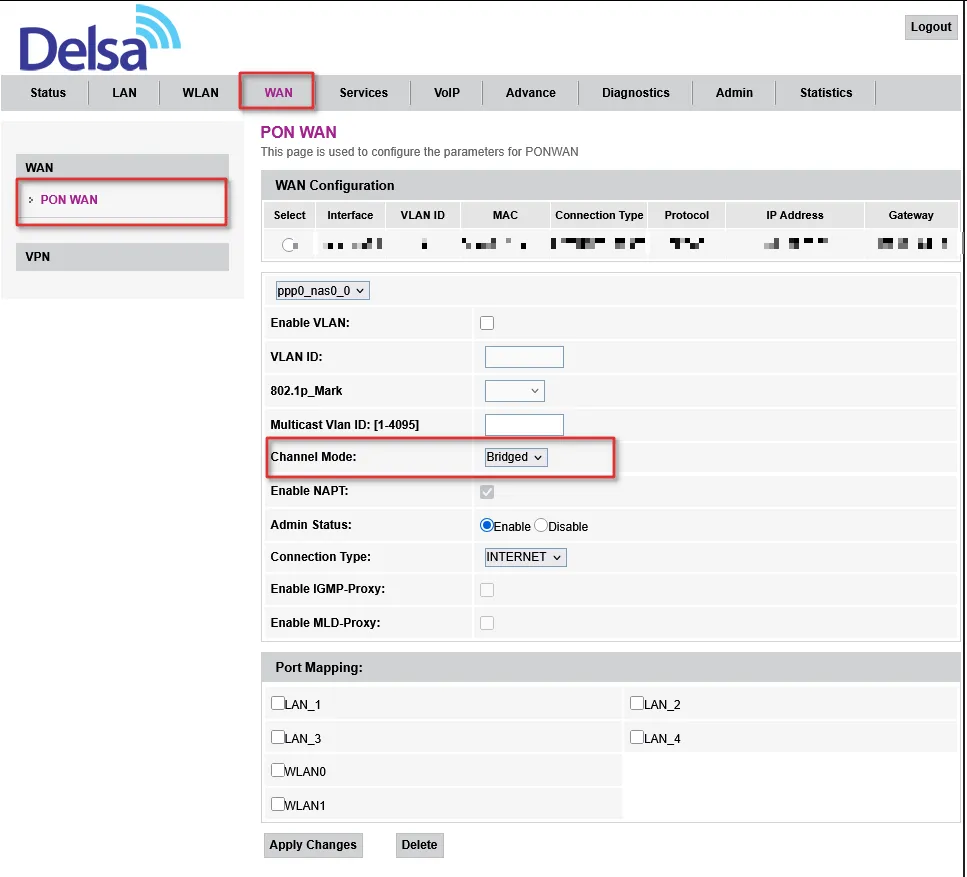 Delsa
Logout
Status LAN WLAN WAN Services VoIP Advance Diagnostics Admin Statistics
WAN
PON WAN
VPN
PON WAN
This page is used to configure the parameters for PONWAN
WAN Configuration
Select Interface VLAN ID MAC Connection Type Protocol IP Address Gateway
ppp0_nas0_0
Enable VLAN:
VLAN ID:
802.1p_Mark
Multicast Vlan ID: [1-4095]
Channel Mode: Bridged
Enable NAPT:
Admin Status: Enable Disable
Connection Type: INTERNET
Enable IGMP-Proxy:
Enable MLD-Proxy:
Port Mapping:
LAN_1 LAN_2
LAN_3 LAN_4
WLAN0
WLAN1
Apply Changes Delete